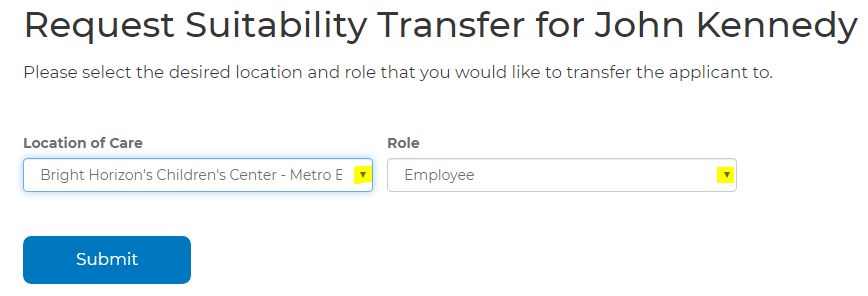 Request Suitability Transfer for John Kennedy
Please select the desired location and role that you would like to transfer the applicant to.
Location of Care Role
Bright Horizon's Children's Center - Metro E Employee
Submit